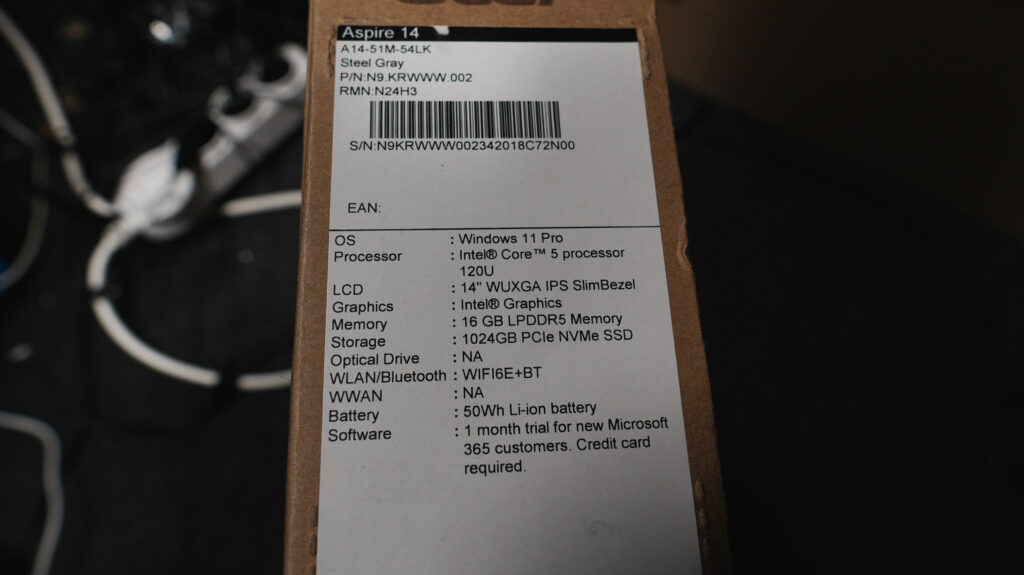 Aspire 14
A14-51M-54LK
Steel Gray
P/N:N9.KRWWW.002
RMN:N24H3
S/N:N9KRWWW002342018C72N00
EAN:
OS : Windows 11 Pro
Processor : Intel® Core™ 5 processor
120U
LCD : 14" WUXGA IPS SlimBezel
Graphics : Intel® Graphics
Memory : 16 GB LPDDR5 Memory
Storage : 1024GB PCIe NVMe SSD
Optical Drive : NA
WLAN/Bluetooth : WIFI6E+BT
WWAN : NA
Battery : 50Wh Li-ion battery
Software : 1 month trial for new Microsoft
365 customers. Credit card
required.